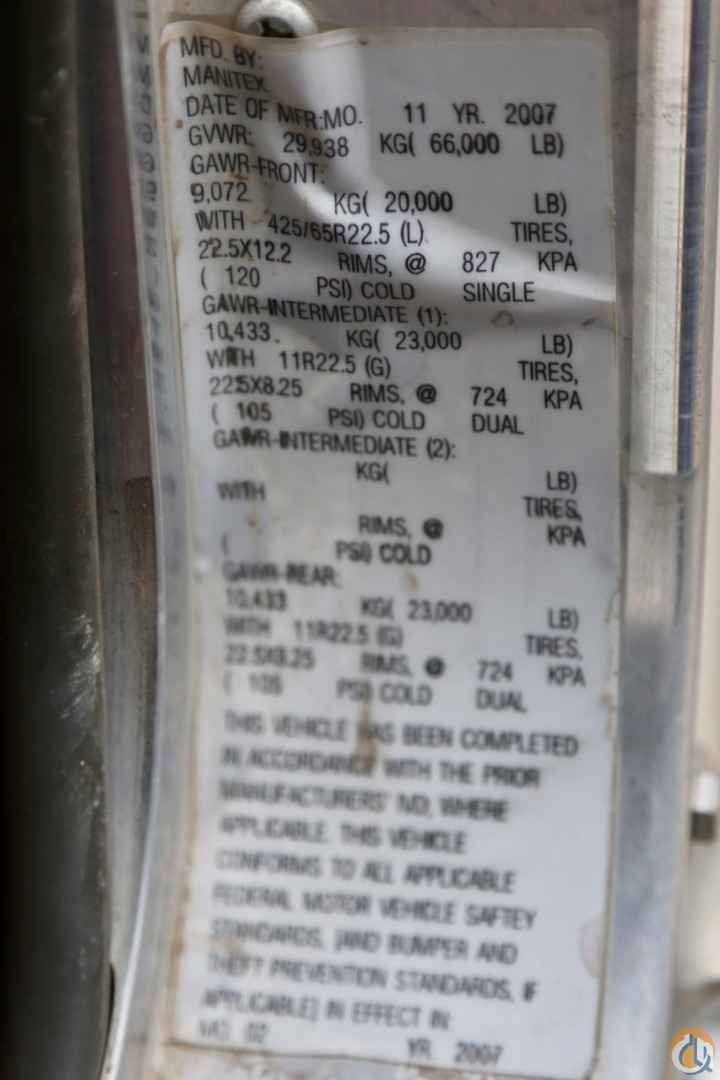 MFD. BY:
MANITEX
DATE OF MFR:MO. 11 YR. 2007
GVWR: 29,938 KG( 66,000 LB)
GAWR-FRONT:
9,072 KG( 20,000 LB)
WITH 425/65R22.5 (L) TIRES,
22.5X12.2 RIMS, @ 827 KPA
( 120 PSI) COLD SINGLE
GAWR-INTERMEDIATE (1):
10,433 KG( 23,000 LB)
WITH 11R22.5 (G) TIRES,
22.5X8.25 RIMS, @ 724 KPA
( 105 PSI) COLD DUAL
GAWR-INTERMEDIATE (2):
KG( LB)
WITH TIRES,
RIMS, @ KPA
( PSI) COLD
GAWR-REAR:
10,433 KG( 23,000 LB)
WITH 11R22.5 (G) TIRES,
22.5X8.25 RIMS, @ 724 KPA
( 105 PSI) COLD DUAL
THIS VEHICLE HAS BEEN COMPLETED
IN ACCORDANCE WITH THE PRIOR
MANUFACTURERS' IVD, WHERE
APPLICABLE. THIS VEHICLE
CONFORMS TO ALL APPLICABLE
FEDERAL MOTOR VEHICLE SAFTEY
STANDARDS, [AND BUMPER AND
THEFT PREVENTION STANDARDS, IF
APPLICABLE] IN EFFECT IN:
MO. 02 YR. 2007